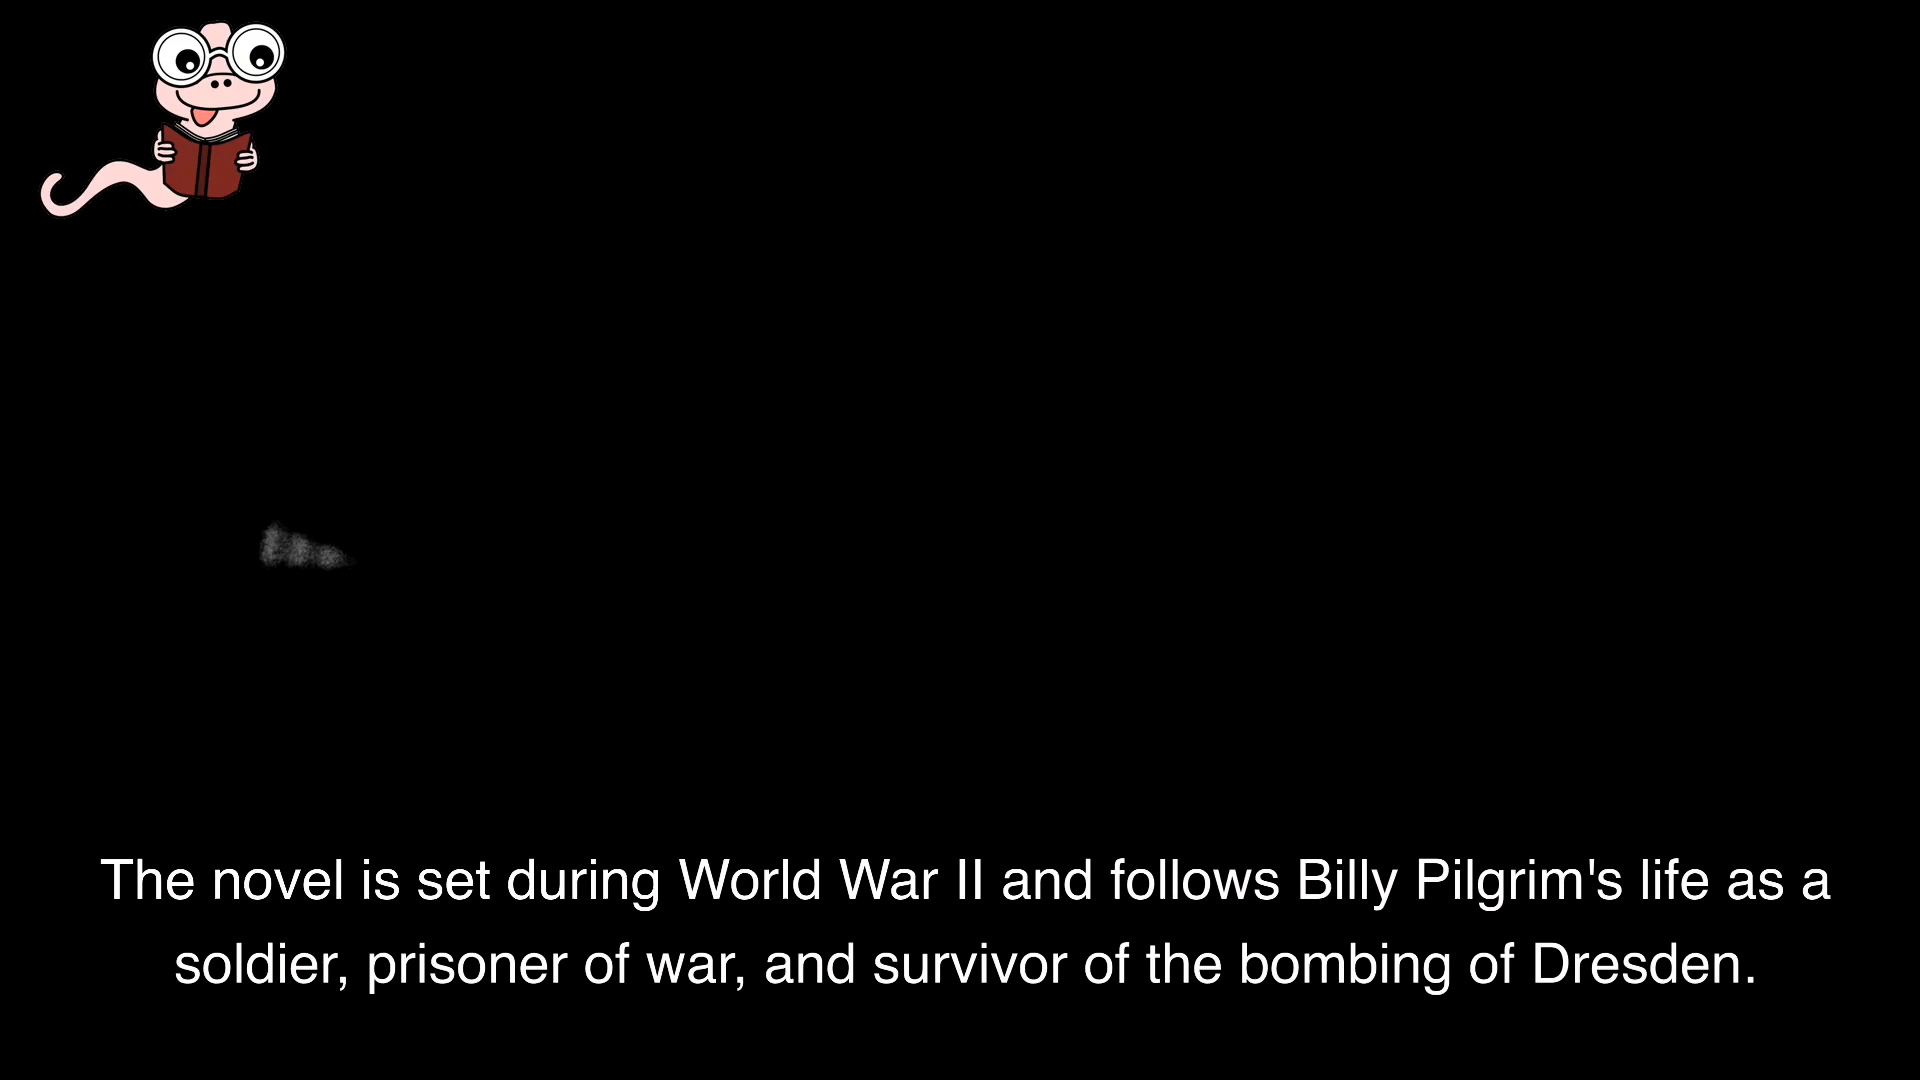 The novel is set during World War II and follows Billy Pilgrim's life as a
soldier, prisoner of war, and survivor of the bombing of Dresden.